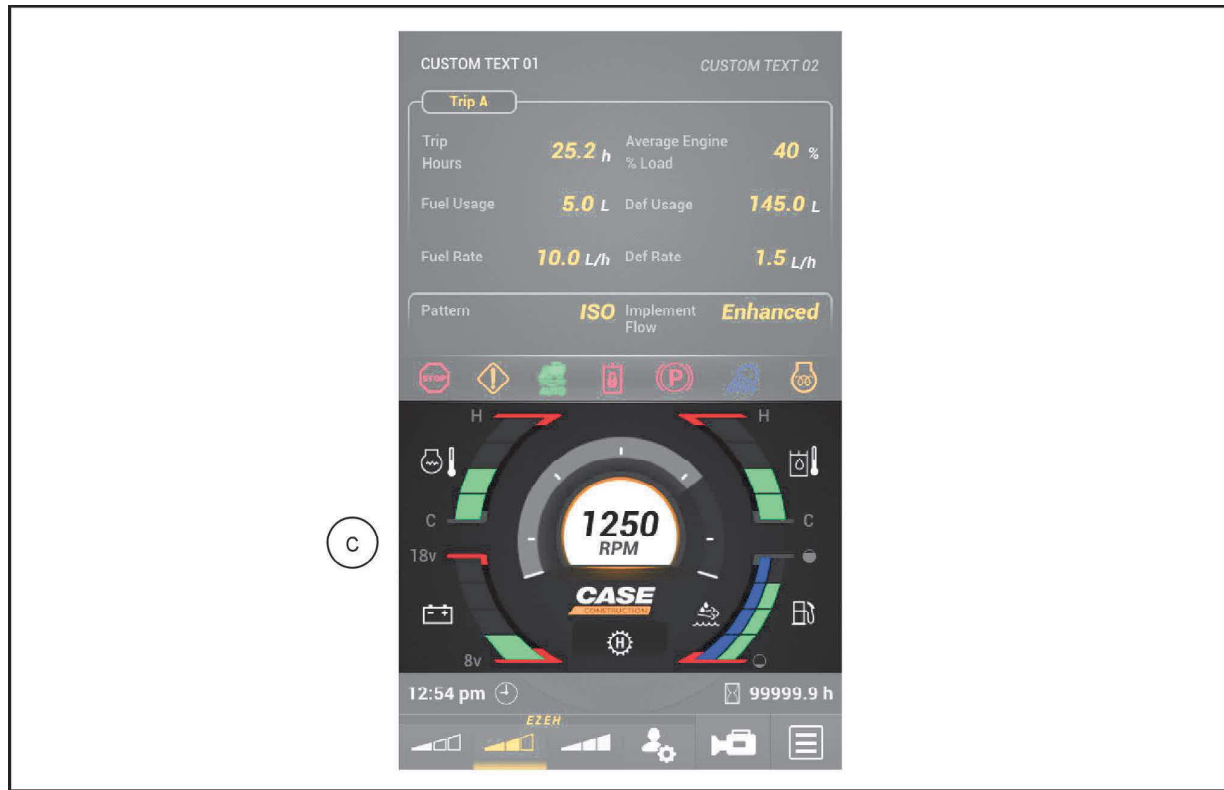 CUSTOM TEXT 01 CUSTOM TEXT 02
Trip A
Trip Hours 25.2 h Average Engine % Load 40 %
Fuel Usage 5.0 L Def Usage 145.0 L
Fuel Rate 10.0 L/h Def Rate 1.5 L/h
Pattern ISO Implement Flow Enhanced
STOP AUTO P
H H
C C
C
18v
1250
RPM
CASE
CONSTRUCTION
H
8v
12:54 pm 99999.9 h
EZEH